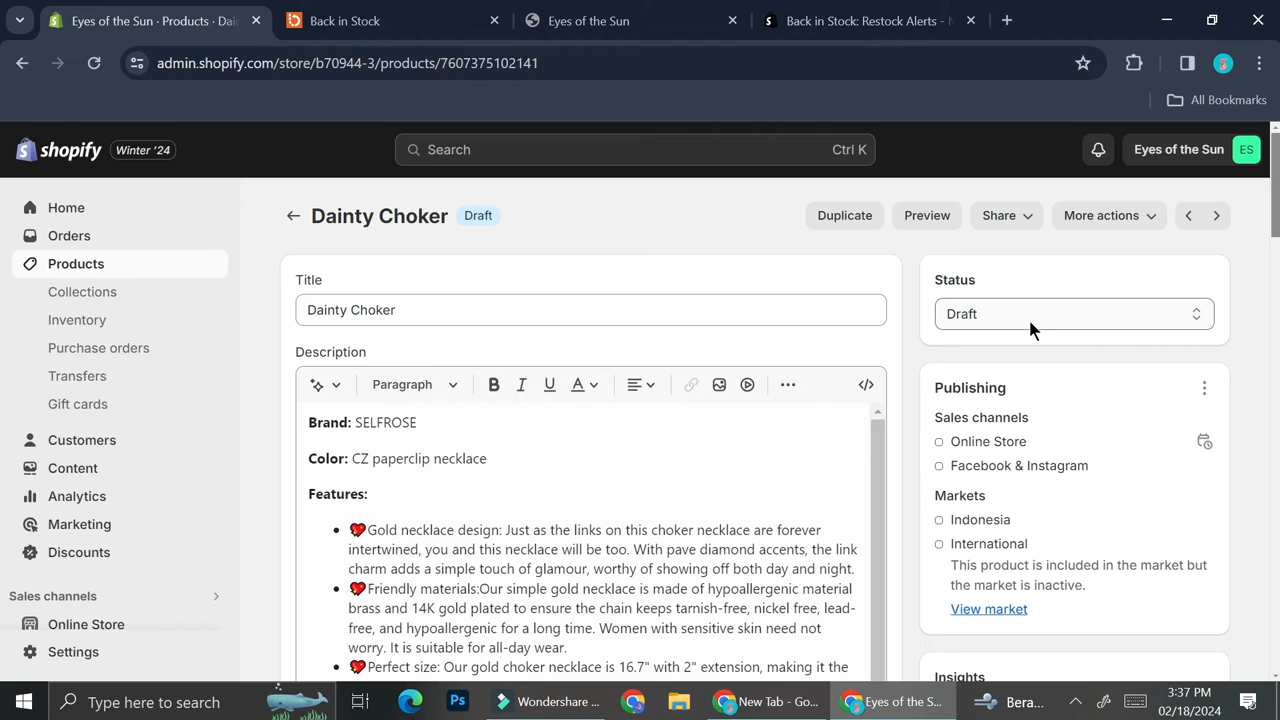 Eyes of the Sun · Products · Dain
Back in Stock
Eyes of the Sun
Back in Stock: Restock Alerts - N
admin.shopify.com/store/b70944-3/products/7607375102141
All Bookmarks
shopify
Winter '24
Search
Ctrl K
Eyes of the Sun
ES
Home
Orders
Products
Collections
Inventory
Purchase orders
Transfers
Gift cards
Customers
Content
Analytics
Marketing
Discounts
Sales channels
Online Store
Settings
Dainty Choker
Draft
Duplicate
Preview
Share
More actions
Title
Dainty Choker
Description
Paragraph
B I U A
Brand: SELFROSE
Color: CZ paperclip necklace
Features:
Gold necklace design: Just as the links on this choker necklace are forever
intertwined, you and this necklace will be too. With pave diamond accents, the link
charm adds a simple touch of glamour, worthy of showing off both day and night.
Friendly materials:Our simple gold necklace is made of hypoallergenic material
brass and 14K gold plated to ensure the chain keeps tarnish-free, nickel free, lead-
free, and hypoallergenic for a long time. Women with sensitive skin need not
worry. It is suitable for all-day wear.
Perfect size: Our gold choker necklace is 16.7" with 2" extension, making it the
Status
Draft
Publishing
Sales channels
Online Store
Facebook & Instagram
Markets
Indonesia
International
This product is included in the market but
the market is inactive.
View market
Insights
Type here to search
Ps
Wondershare ...
New Tab - Go...
Eyes of the S...
Bera...
3:37 PM
02/18/2024